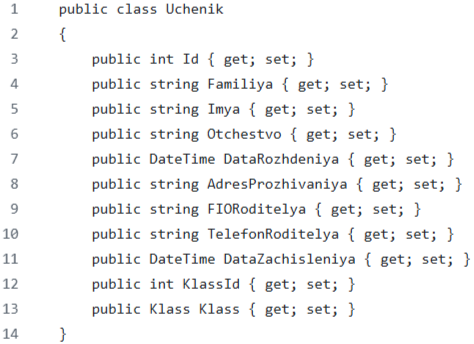 1 public class Uchenik
2 {
3 public int Id { get; set; }
4 public string Familiya { get; set; }
5 public string Imya { get; set; }
6 public string Otchestvo { get; set; }
7 public DateTime DataRozhdeniya { get; set; }
8 public string AdresProzhivaniya { get; set; }
9 public string FIORoditelya { get; set; }
10 public string TelefonRoditelya { get; set; }
11 public DateTime DataZachisleniya { get; set; }
12 public int KlassId { get; set; }
13 public Klass Klass { get; set; }
14 }